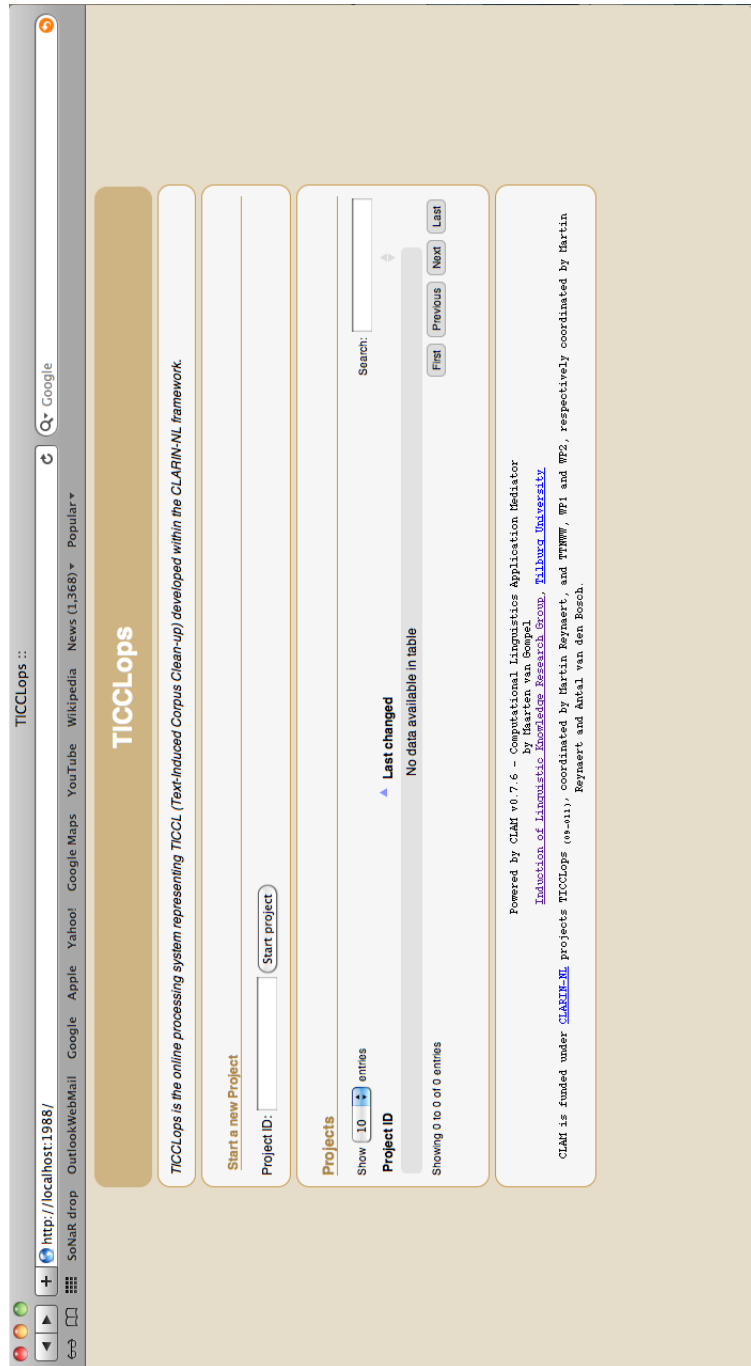 TICCLops ::
http://localhost:1988/
Google
SoNaR drop OutlookWebMail Google Apple Yahoo! Google Maps YouTube Wikipedia News (1,368) Popular
TICCLops
TICCLops is the online processing system representing TICCL (Text-Induced Corpus Clean-up) developed within the CLARIN-NL framework.
Start a new Project
Project ID: Start project
Projects
Show 10 entries Search:
Project ID Last changed
No data available in table
Showing 0 to 0 of 0 entries First Previous Next Last
Powered by CLAM v0.7.6 - Computational Linguistics Application Mediator
by Maarten van Gompel
Induction of Linguistic Knowledge Research Group, Tilburg University
CLAM is funded under CLARIN-NL projects TICCLops (09-011), coordinated by Martin Reynaert, and TTNWW, WP1 and WP2, respectively coordinated by Martin
Reynaert and Antal van den Bosch.